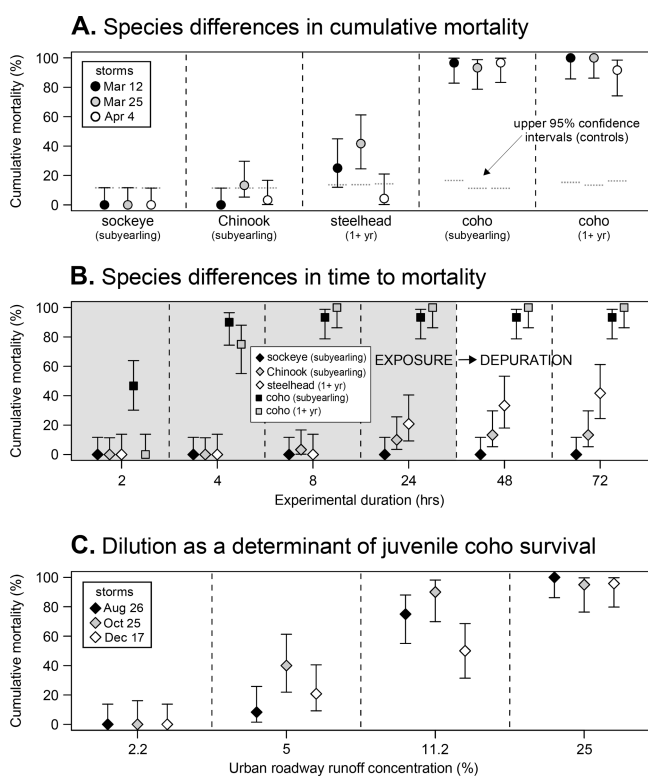 A. Species differences in cumulative mortality
Cumulative mortality (%)
100
80
60
40
20
0
storms
Mar 12
Mar 25
Apr 4
upper 95% confidence
intervals (controls)
sockeye
(subyearling)
Chinook
(subyearling)
steelhead
(1+ yr)
coho
(subyearling)
coho
(1+ yr)
B. Species differences in time to mortality
Cumulative mortality (%)
100
80
60
40
20
0
sockeye (subyearling)
Chinook (subyearling)
steelhead (1+ yr)
coho (subyearling)
coho (1+ yr)
EXPOSURE → DEPURATION
2 4 8 24 48 72
Experimental duration (hrs)
C. Dilution as a determinant of juvenile coho survival
Cumulative mortality (%)
100
80
60
40
20
0
storms
Aug 26
Oct 25
Dec 17
2.2 5 11.2 25
Urban roadway runoff concentration (%)